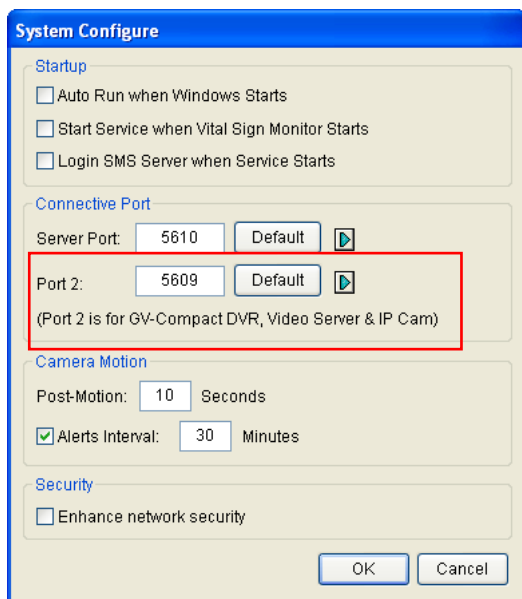 System Configure
Startup
Auto Run when Windows Starts
Start Service when Vital Sign Monitor Starts
Login SMS Server when Service Starts
Connective Port
Server Port: 5610 Default
Port 2: 5609 Default
(Port 2 is for GV-Compact DVR, Video Server & IP Cam)
Camera Motion
Post-Motion: 10 Seconds
Alerts Interval: 30 Minutes
Security
Enhance network security
OK Cancel